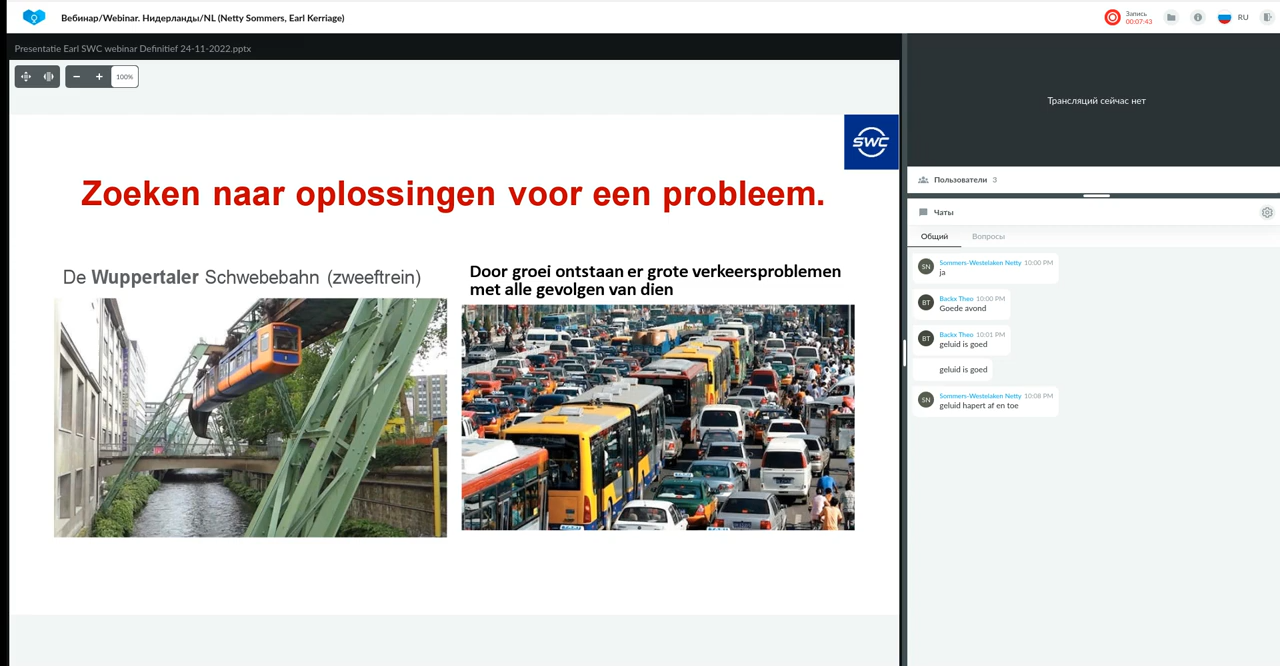 Вебинар/Webinar. Нидерланды/NL (Netty Sommers, Earl Kerriage)
Запись
00:07:43
RU
Presentatie Earl SWC webinar Definitief 24-11-2022.pptx
100%
SWC
Zoeken naar oplossingen voor een probleem.
De Wuppertaler Schwebebahn (zweeftrein)
Door groei ontstaan er grote verkeersproblemen
met alle gevolgen van dien
Трансляций сейчас нет
Пользователи 3
Чаты
Общий Вопросы
SN Sommers-Westelaken Netty 10:00 PM
ja
BT Backx Theo 10:00 PM
Goede avond
BT Backx Theo 10:01 PM
geluid is goed
geluid is goed
SN Sommers-Westelaken Netty 10:08 PM
geluid hapert af en toe